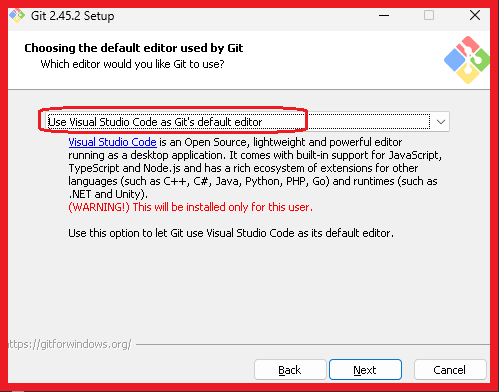 Git 2.45.2 Setup
Choosing the default editor used by Git
Which editor would you like Git to use?
Use Visual Studio Code as Git's default editor
Visual Studio Code is an Open Source, lightweight and powerful editor
running as a desktop application. It comes with built-in support for JavaScript,
TypeScript and Node.js and has a rich ecosystem of extensions for other
languages (such as C++, C#, Java, Python, PHP, Go) and runtimes (such as
.NET and Unity).
(WARNING!) This will be installed only for this user.
Use this option to let Git use Visual Studio Code as its default editor.
https://gitforwindows.org/
Back Next Cancel